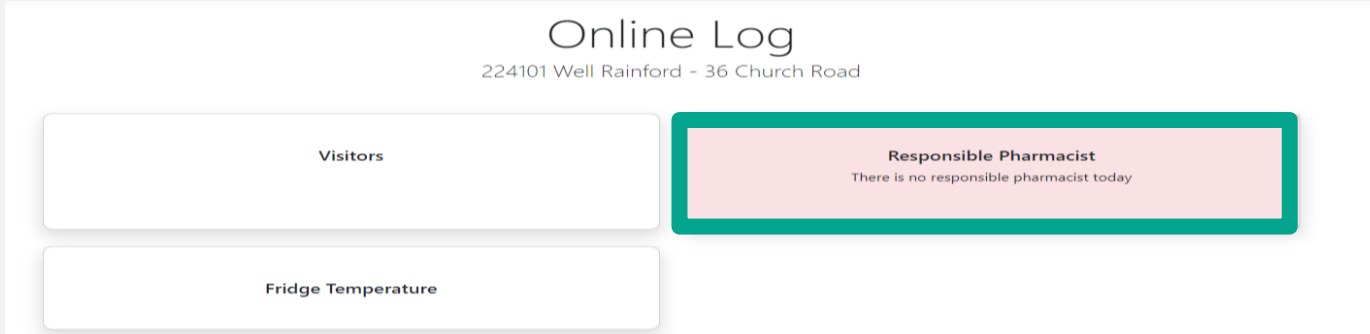 Online Log
224101 Well Rainford - 36 Church Road
Visitors
Responsible Pharmacist
There is no responsible pharmacist today
Fridge Temperature